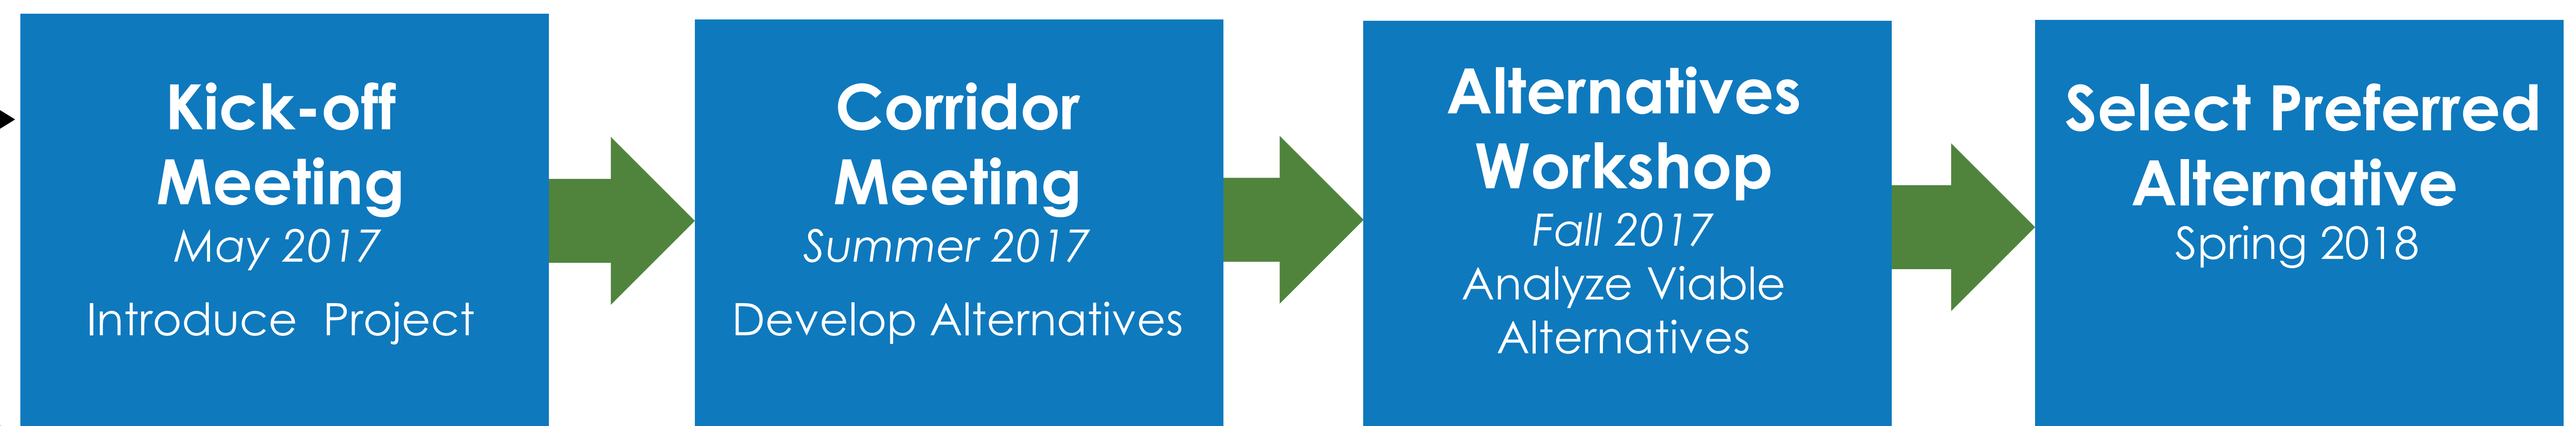 Kick-off
Meeting
May 2017
Introduce  Project
Corridor
Meeting
Summer 2017
Develop Alternatives
Alternatives
Workshop
Fall 2017
Analyze Viable
Alternatives
Select Preferred
Alternative
Spring 2018